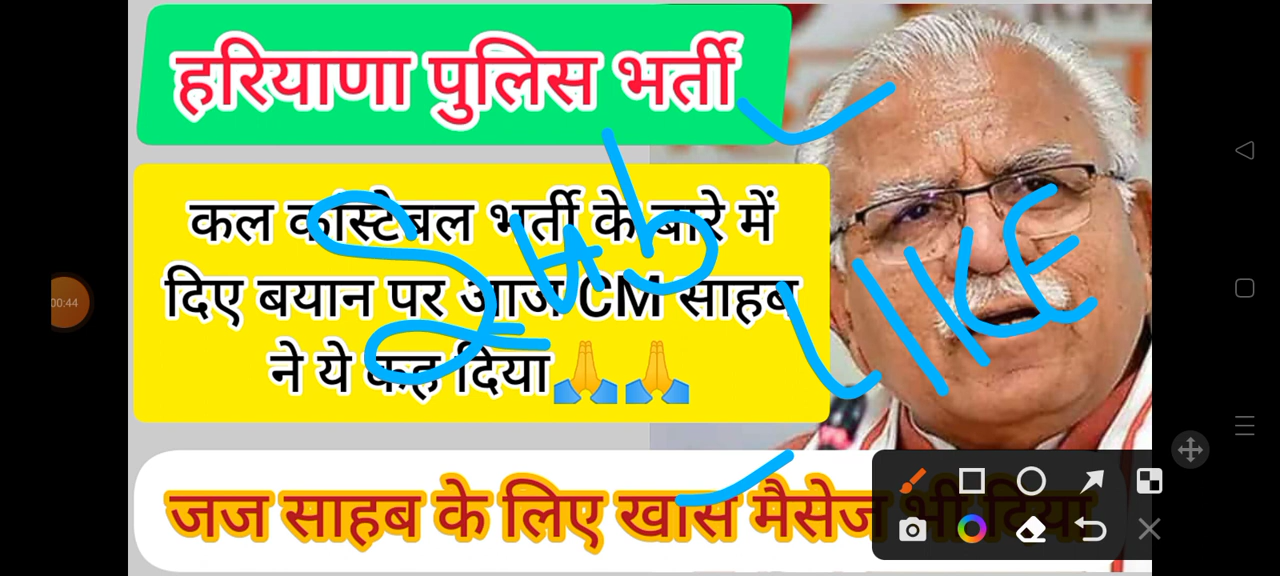 हरियाणा पुलिस भर्ती
कल कांस्टेबल भर्ती के बारे में
दिए बयान पर आज CM साहब
ने ये कह दिया🙏🙏
Sub LIKE
जज साहब के लिए खास मैसेज भी दिया
00:44